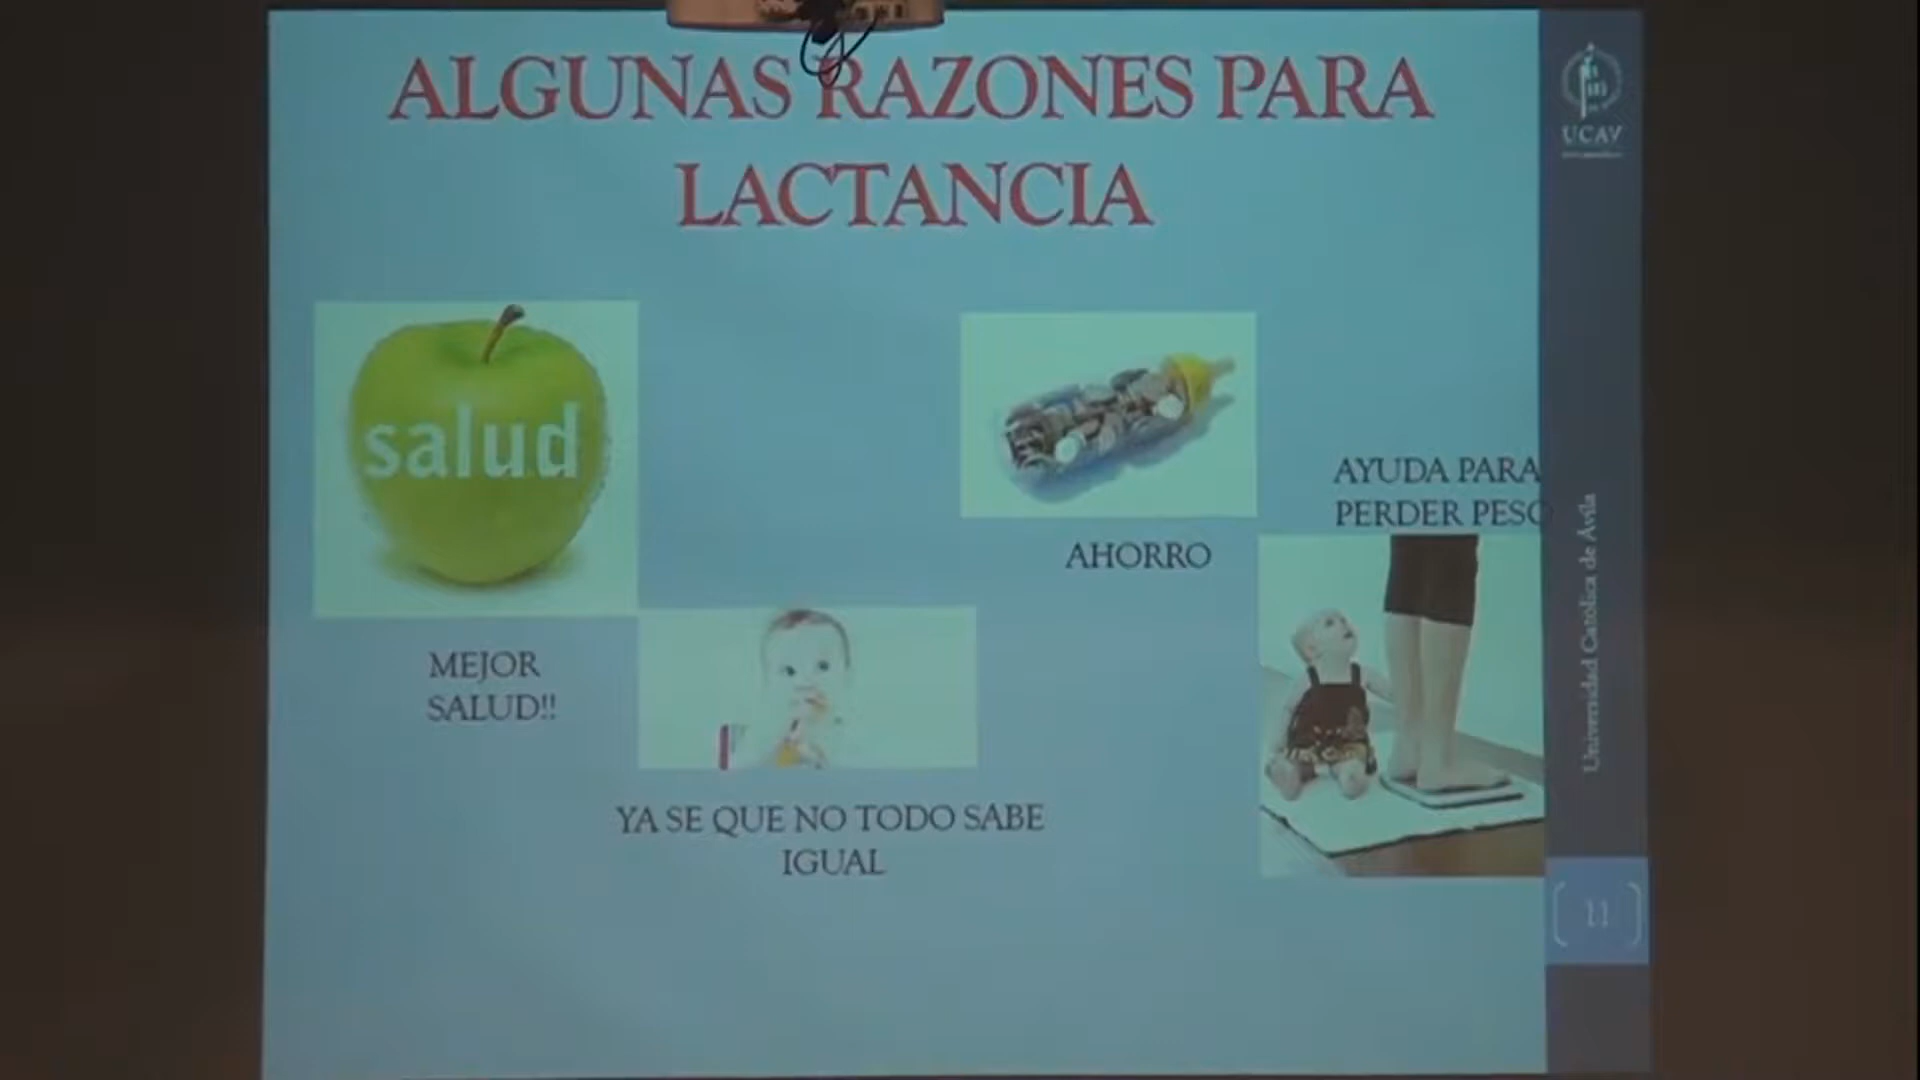 ALGUNAS RAZONES PARA
LACTANCIA
UCAV
salud
AYUDA PARA
PERDER PESO
AHORRO
MEJOR
SALUD!!
YA SE QUE NO TODO SABE
IGUAL
Universidad Católica de Ávila
11